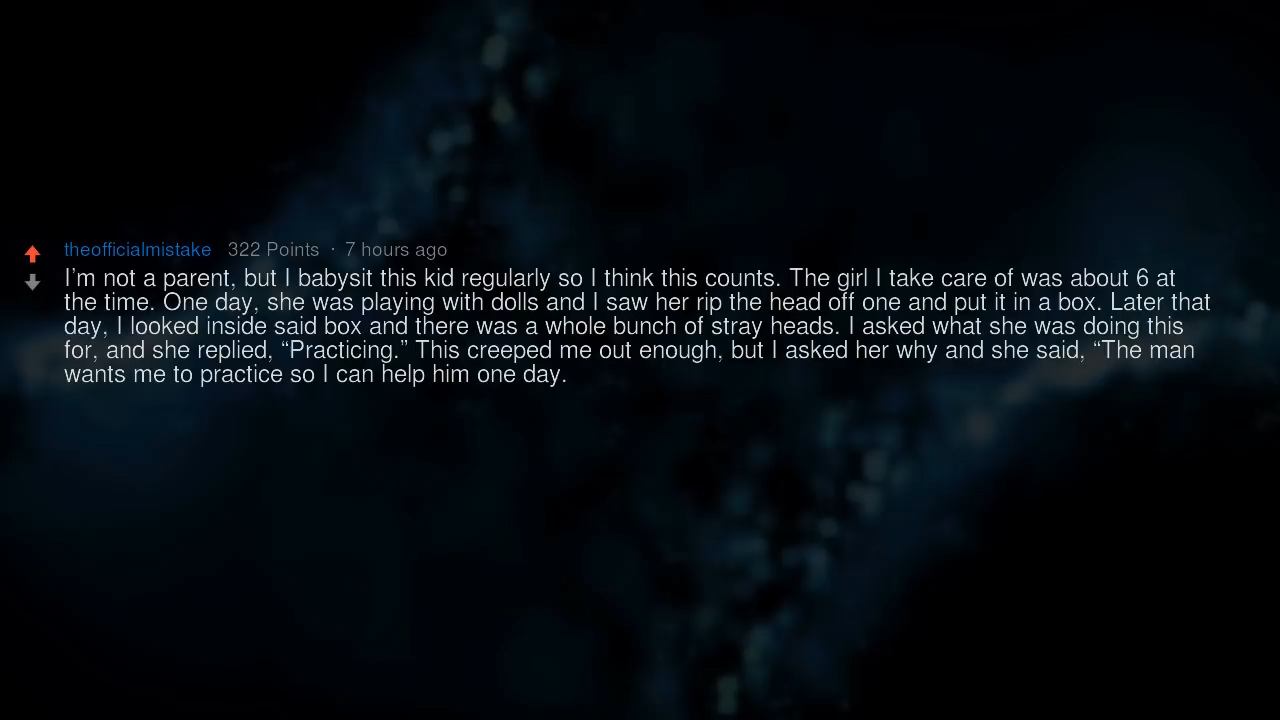 theofficialmistake 322 Points · 7 hours ago
I’m not a parent, but I babysit this kid regularly so I think this counts. The girl I take care of was about 6 at
the time. One day, she was playing with dolls and I saw her rip the head off one and put it in a box. Later that
day, I looked inside said box and there was a whole bunch of stray heads. I asked what she was doing this
for, and she replied, “Practicing.” This creeped me out enough, but I asked her why and she said, “The man
wants me to practice so I can help him one day.